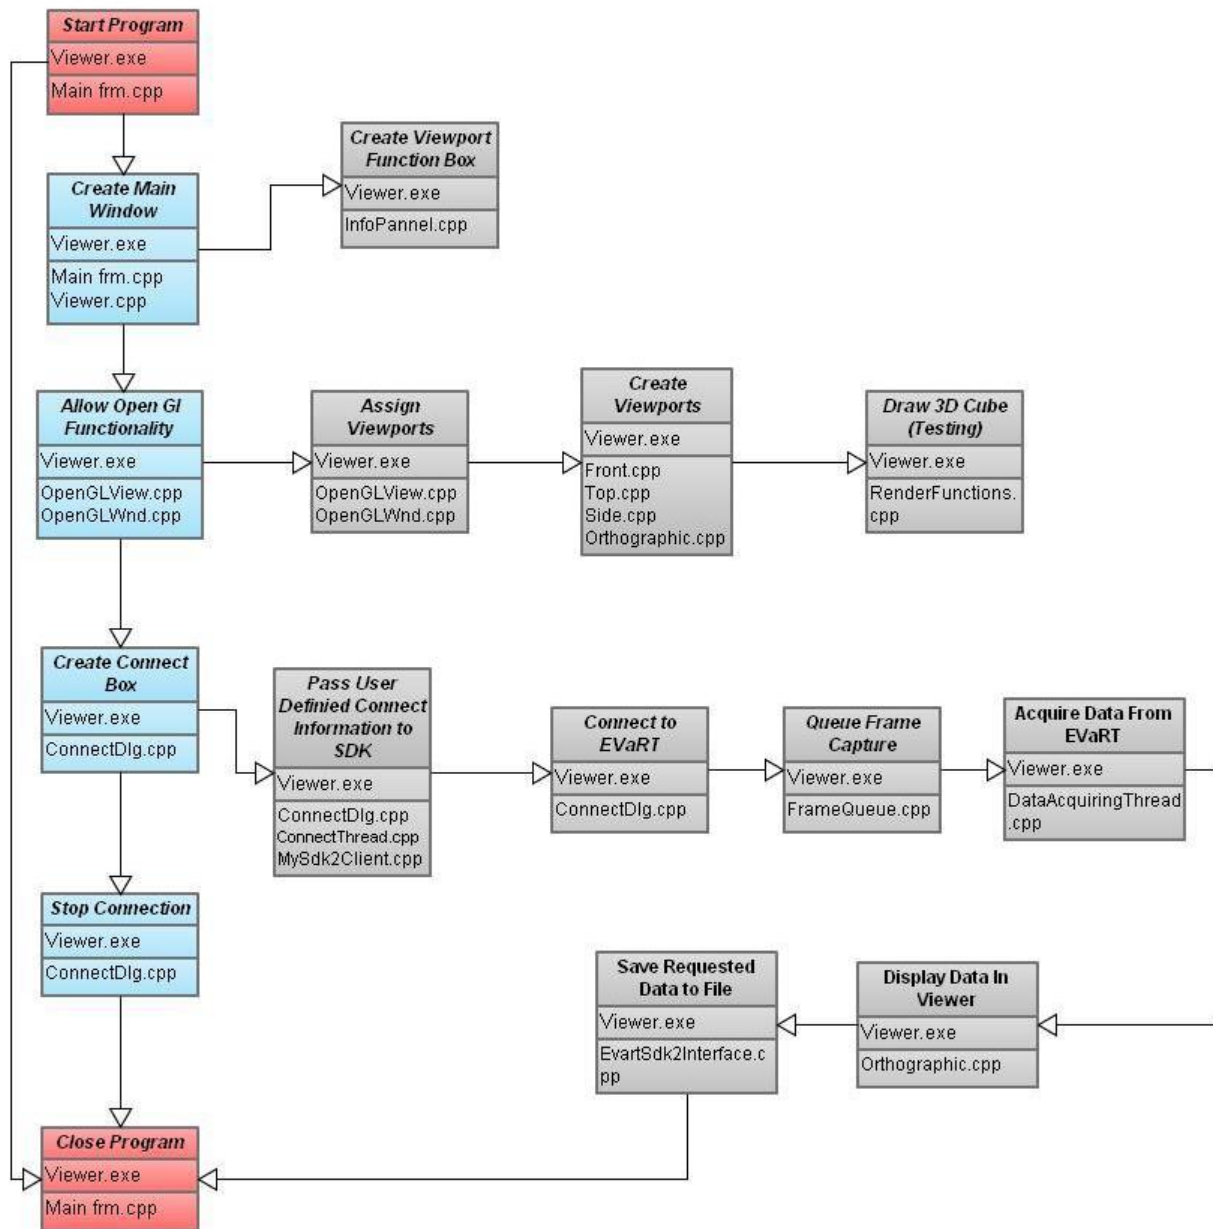 Start Program
Viewer.exe
Main frm.cpp
Create Main
Window
Viewer.exe
Main frm.cpp
Viewer.cpp
Create Viewport
Function Box
Viewer.exe
InfoPannel.cpp
Allow Open Gl
Functionality
Viewer.exe
OpenGLView.cpp
OpenGLWnd.cpp
Assign
Viewports
Viewer.exe
OpenGLView.cpp
OpenGLWnd.cpp
Create
Viewports
Viewer.exe
Front.cpp
Top.cpp
Side.cpp
Orthographic.cpp
Draw 3D Cube
(Testing)
Viewer.exe
RenderFunctions.
cpp
Create Connect
Box
Viewer.exe
ConnectDlg.cpp
Pass User
Definied Connect
Information to
SDK
Viewer.exe
ConnectDlg.cpp
ConnectThread.cpp
MySdk2Client.cpp
Connect to
EVaRT
Viewer.exe
ConnectDlg.cpp
Queue Frame
Capture
Viewer.exe
FrameQueue.cpp
Acquire Data From
EVaRT
Viewer.exe
DataAcquiringThread
.cpp
Stop Connection
Viewer.exe
ConnectDlg.cpp
Save Requested
Data to File
Viewer.exe
EvartSdk2Interface.c
pp
Display Data In
Viewer
Viewer.exe
Orthographic.cpp
Close Program
Viewer.exe
Main frm.cpp